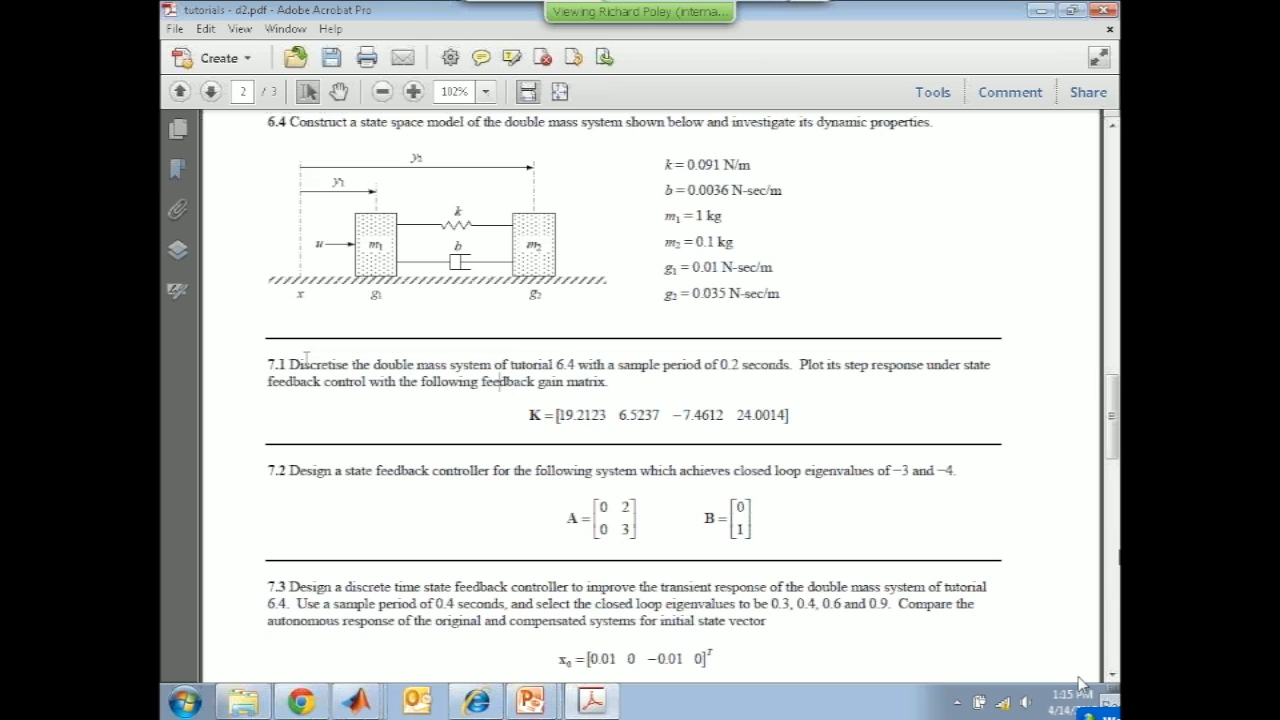 tutorials - d2.pdf - Adobe Acrobat Pro
Viewing Richard Poley (Interna...
File Edit View Window Help
Create
2 / 3
102%
Tools Comment Share
6.4 Construct a state space model of the double mass system shown below and investigate its dynamic properties.
y₂
y₁
k
u
m₁
b
m₂
x
g₁
g₂
k = 0.091 N/m
b = 0.0036 N-sec/m
m₁ = 1 kg
m₂ = 0.1 kg
g₁ = 0.01 N-sec/m
g₂ = 0.035 N-sec/m
7.1 Discretise the double mass system of tutorial 6.4 with a sample period of 0.2 seconds. Plot its step response under state
feedback control with the following feedback gain matrix.
K = [19.2123 6.5237 −7.4612 24.0014]
7.2 Design a state feedback controller for the following system which achieves closed loop eigenvalues of −3 and −4.
A = [0 2
0 3]
B = [0
1]
7.3 Design a discrete time state feedback controller to improve the transient response of the double mass system of tutorial
6.4. Use a sample period of 0.4 seconds, and select the closed loop eigenvalues to be 0.3, 0.4, 0.6 and 0.9. Compare the
autonomous response of the original and compensated systems for initial state vector
x₀ = [0.01 0 −0.01 0]ᵀ
1:15 PM